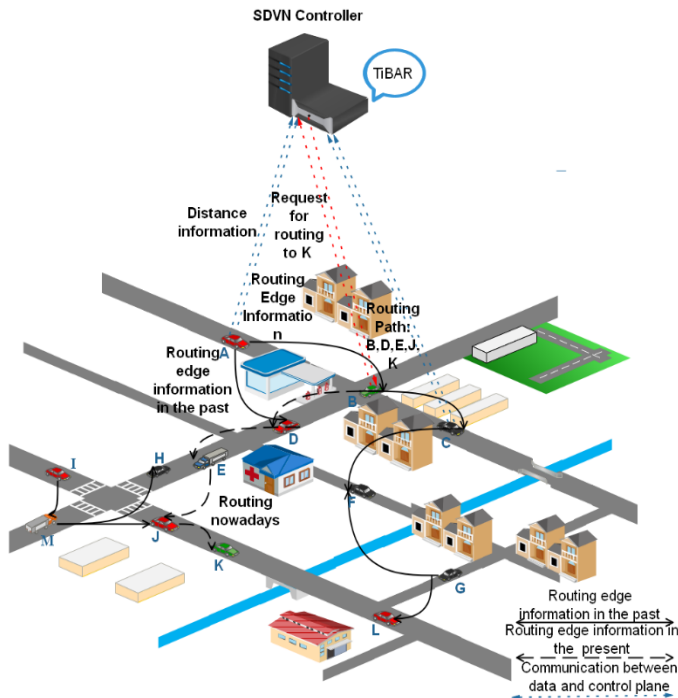 SDVN Controller
TiBAR
Distance
information
Request
for
routing
to K
Routing
Edge
Informatio
n
Routing
Path:
B,D,E,J.
K
A
Routing
edge
information
in the past
B
C
D
H
E
I
F
Routing
nowadays
M
J
K
G
L
Routing edge
information in the past
Routing edge information in
the present
Communication between
data and control plane